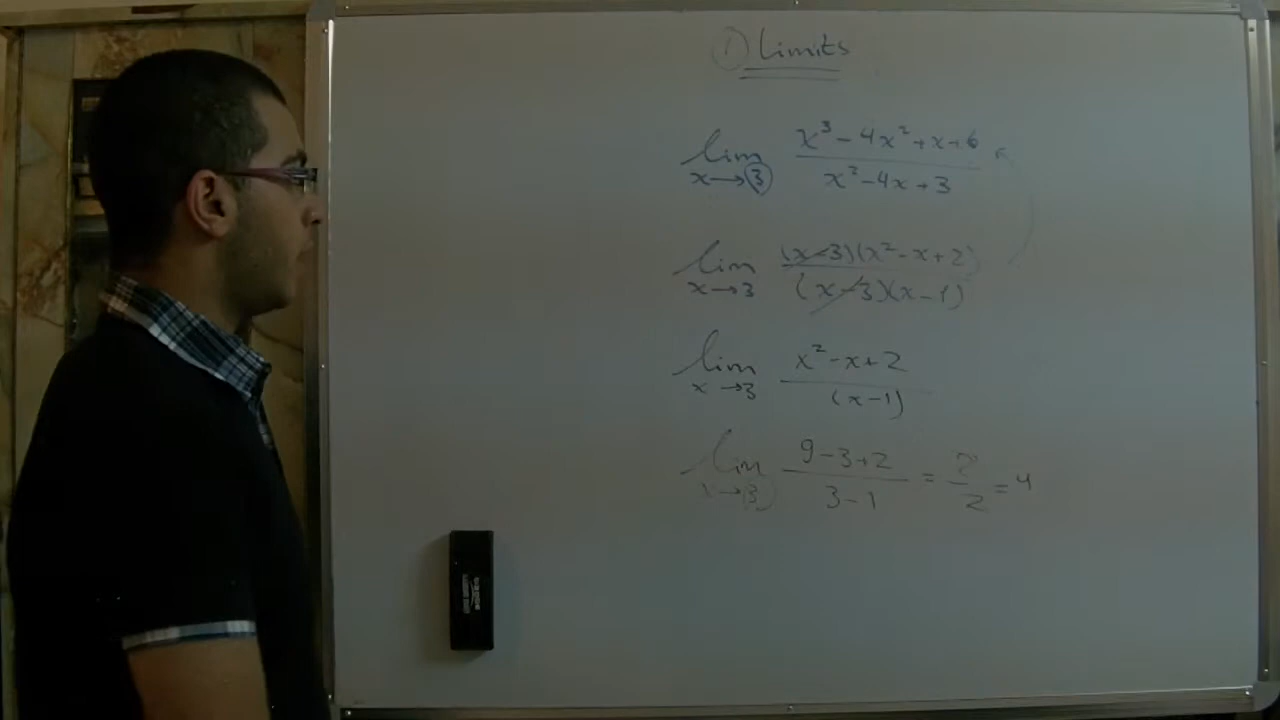 ① Limits
lim x→3 x³-4x²+x+6 / x²-4x+3
lim x→3 (x-3)(x²-x+2) / (x-3)(x-1)
lim x→3 x²-x+2 / (x-1)
lim x→3 9-3+2 / 3-1 = ? / 2 = 4